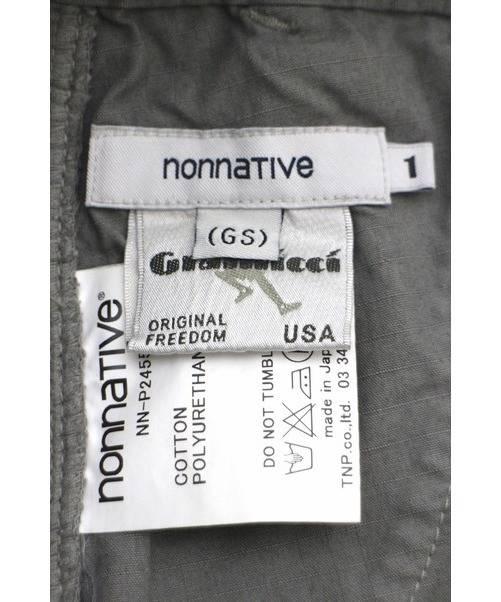 nonnative
1
(GS)
Gramicci
ORIGINAL
FREEDOM
USA
nonnative®
NN-P2455
COTTON
POLYURETHAN
DO NOT TUMBL
made in Jap
TNP.co.,ltd. 03 34